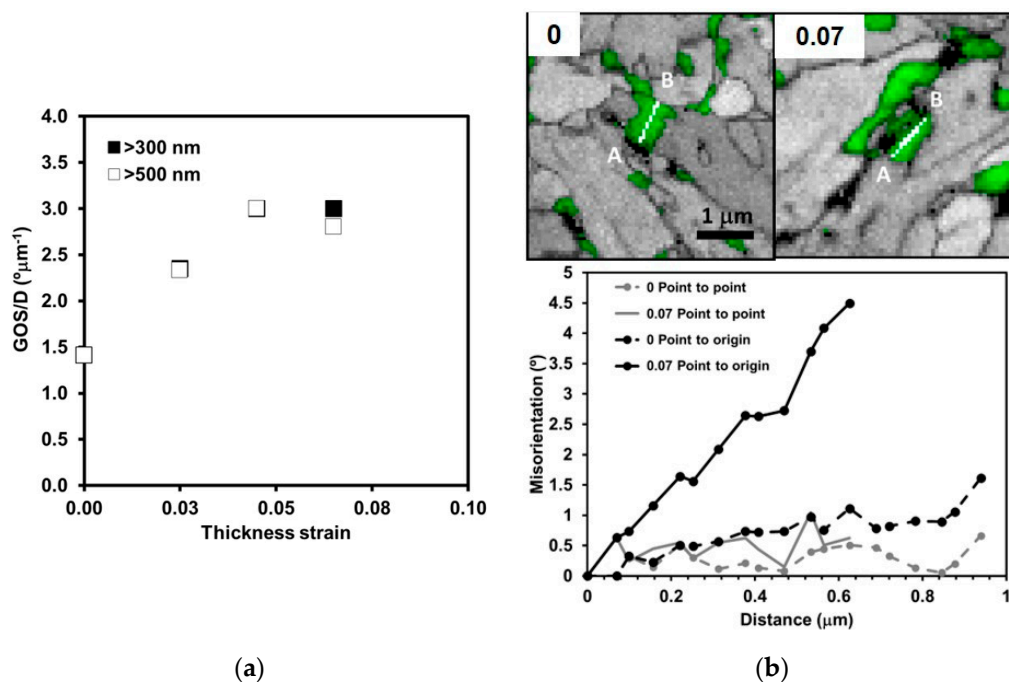 >300 nm
>500 nm
GOS/D (ºµm-1)
4.0
3.5
3.0
2.5
2.0
1.5
1.0
0.5
0.0
0.00
0.03
0.05
0.08
0.10
Thickness strain
(a)
0
B
A
1 µm
0.07
B
A
0 Point to point
0.07 Point to point
0 Point to origin
0.07 Point to origin
Misorientation (º)
5
4.5
4
3.5
3
2.5
2
1.5
1
0.5
0
0
0.2
0.4
0.6
0.8
1
Distance (µm)
(b)